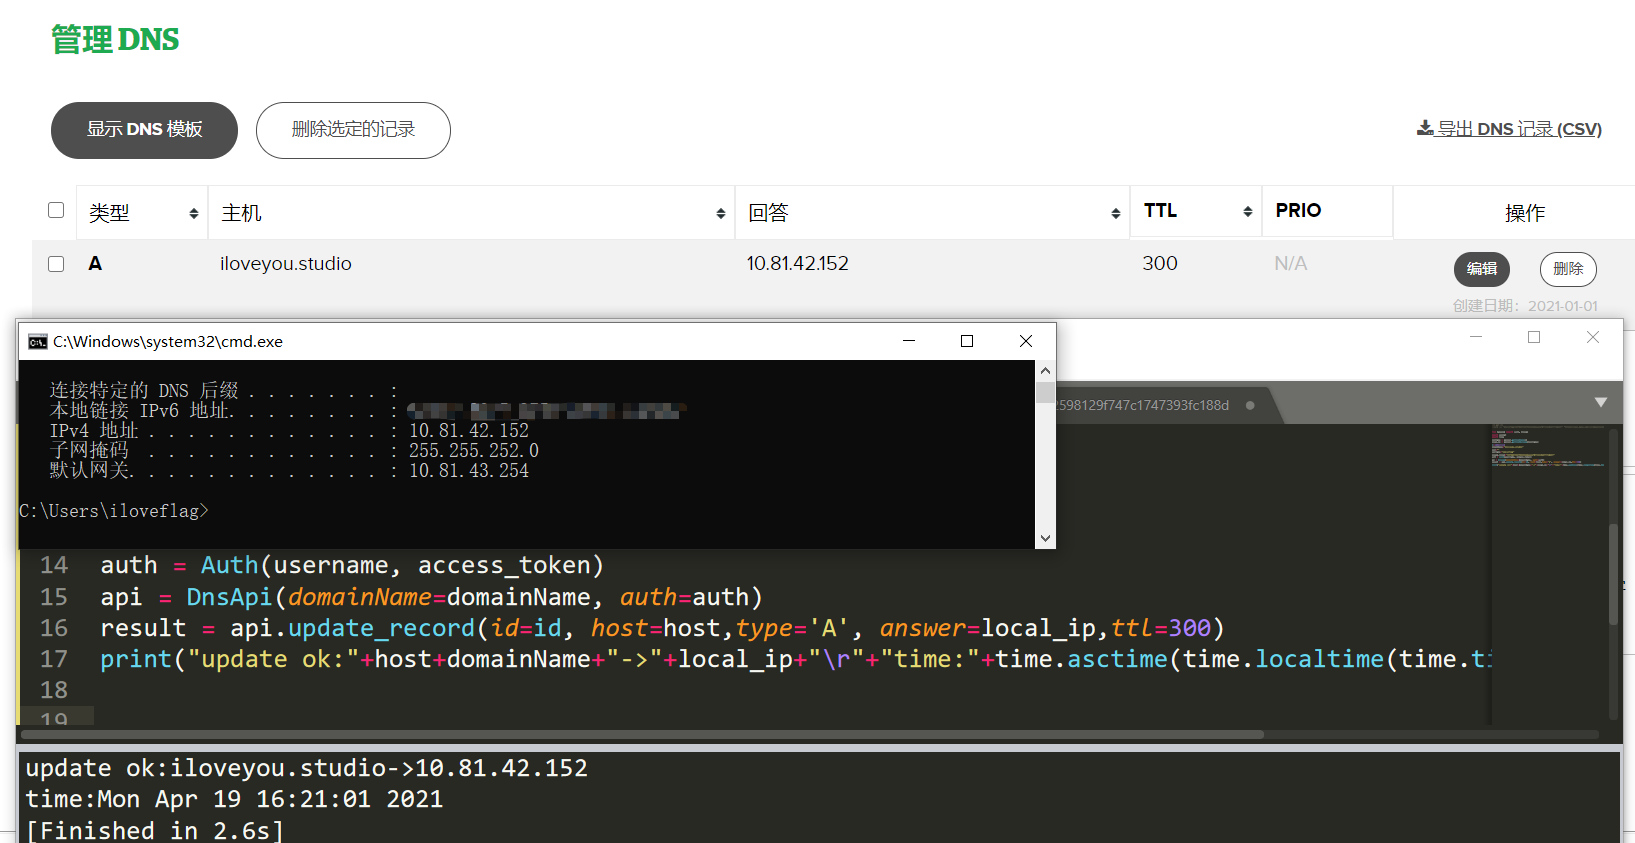 管理 DNS
显示 DNS 模板
删除选定的记录
导出 DNS 记录 (CSV)
类型 主机 回答 TTL PRIO 操作
A iloveyou.studio 10.81.42.152 300 N/A 编辑 删除
创建日期：2021-01-01
C:\Windows\system32\cmd.exe
连接特定的 DNS 后缀 . . . . . . . :
本地链接 IPv6 地址. . . . . . . . :
IPv4 地址 . . . . . . . . . . . . : 10.81.42.152
子网掩码 . . . . . . . . . . . . : 255.255.252.0
默认网关. . . . . . . . . . . . . : 10.81.43.254
C:\Users\iloveflag>
2598129f747c1747393fc188d
14 auth = Auth(username, access_token)
15 api = DnsApi(domainName=domainName, auth=auth)
16 result = api.update_record(id=id, host=host,type='A', answer=local_ip,ttl=300)
17 print("update ok:"+host+domainName+"->"+local_ip+"\r"+"time:"+time.asctime(time.localtime(time.ti
18
19
update ok:iloveyou.studio->10.81.42.152
time:Mon Apr 19 16:21:01 2021
[Finished in 2.6s]